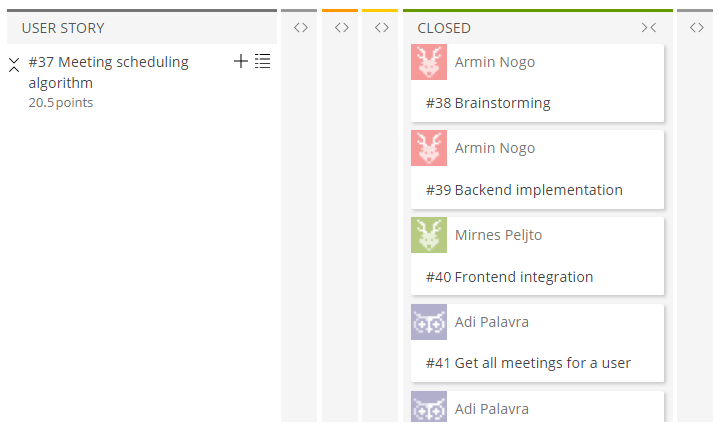 USER STORY
CLOSED
#37 Meeting scheduling
algorithm
20.5 points
Armin Nogo
#38 Brainstorming
Armin Nogo
#39 Backend implementation
Mirnes Peljto
#40 Frontend integration
Adi Palavra
#41 Get all meetings for a user
Adi Palavra